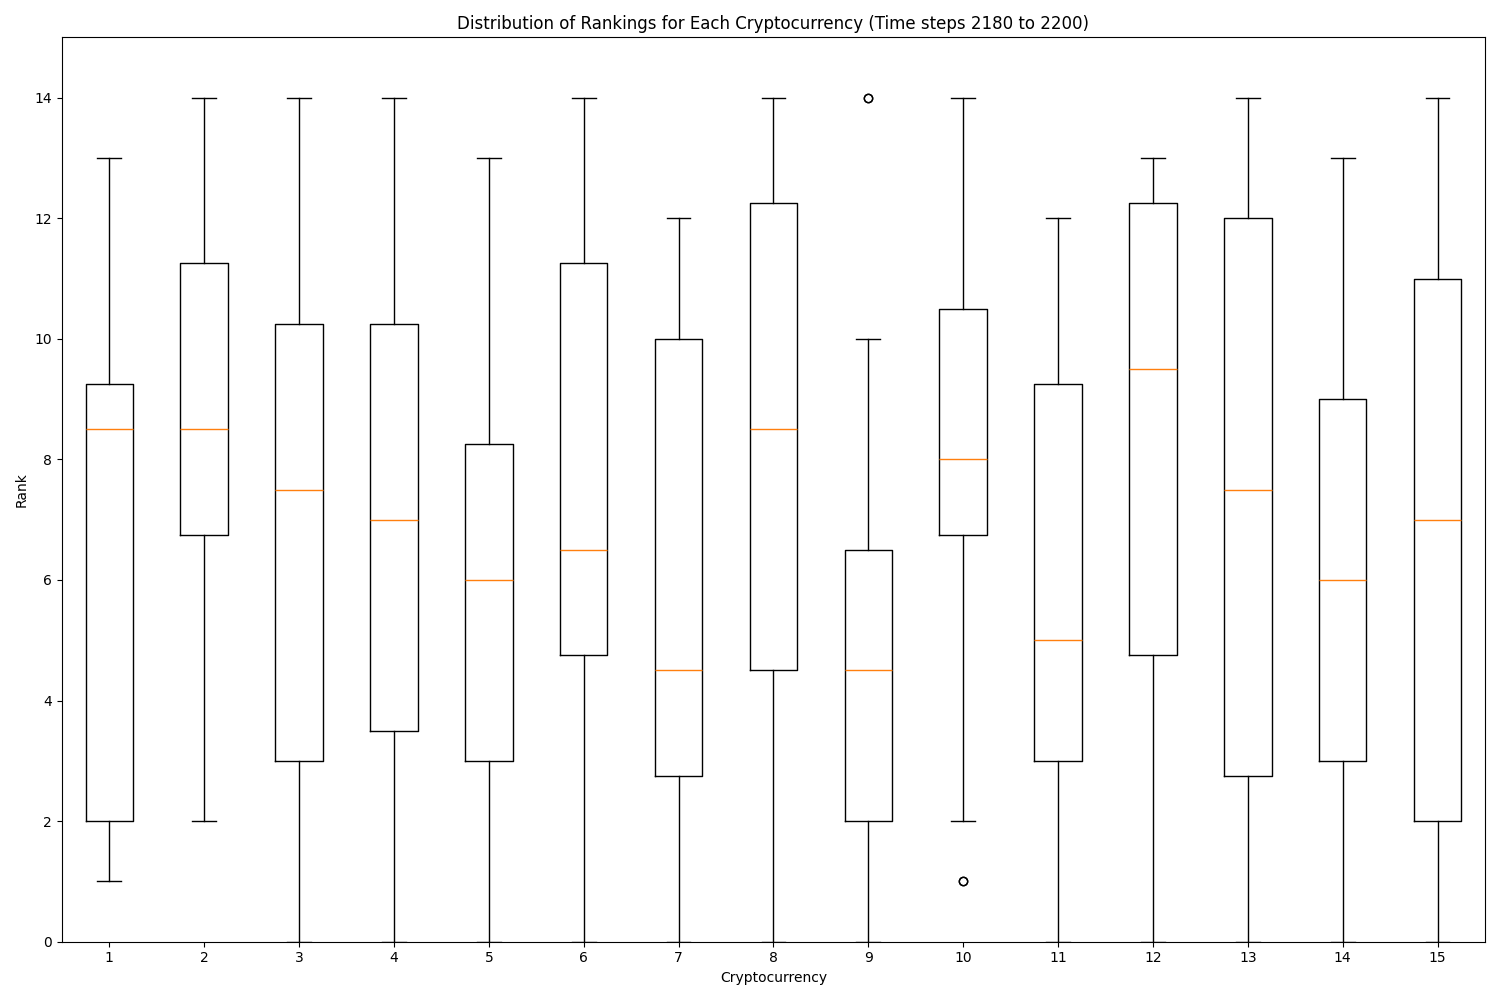 Distribution of Rankings for Each Cryptocurrency (Time steps 2180 to 2200)
14
12
10
8
6
4
2
0
Rank
1 2 3 4 5 6 7 8 9 10 11 12 13 14 15
Cryptocurrency